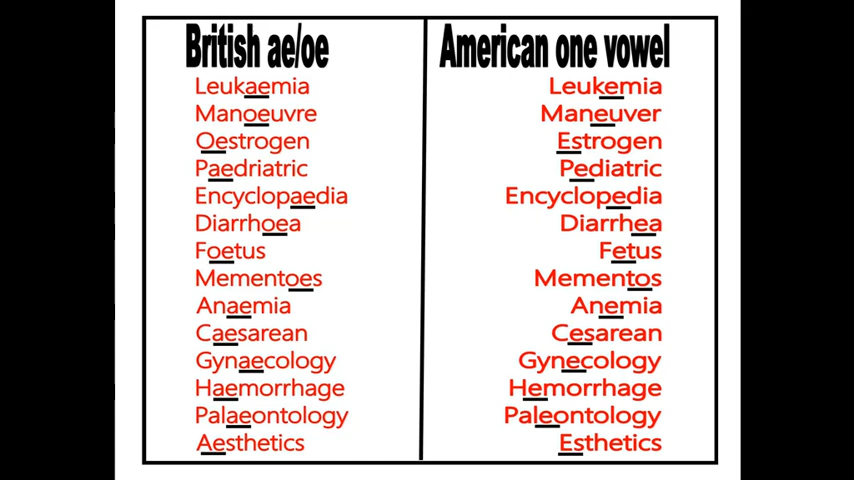 British ae/oe
Leukaemia
Manoeuvre
Oestrogen
Paedriatric
Encyclopaedia
Diarrhoea
Foetus
Mementoes
Anaemia
Caesarean
Gynaecology
Haemorrhage
Palaeontology
Aesthetics
American one vowel
Leukemia
Maneuver
Estrogen
Pediatric
Encyclopedia
Diarrhea
Fetus
Mementos
Anemia
Cesarean
Gynecology
Hemorrhage
Paleontology
Esthetics